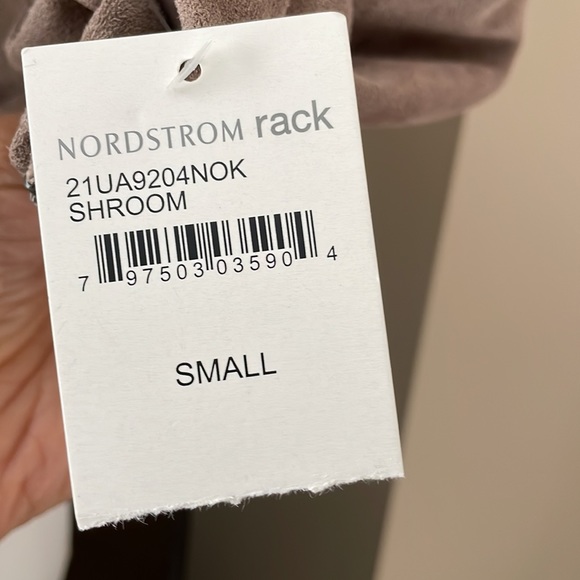 NORDSTROM rack
21UA9204NOK
SHROOM
7 97503 03590 4
SMALL